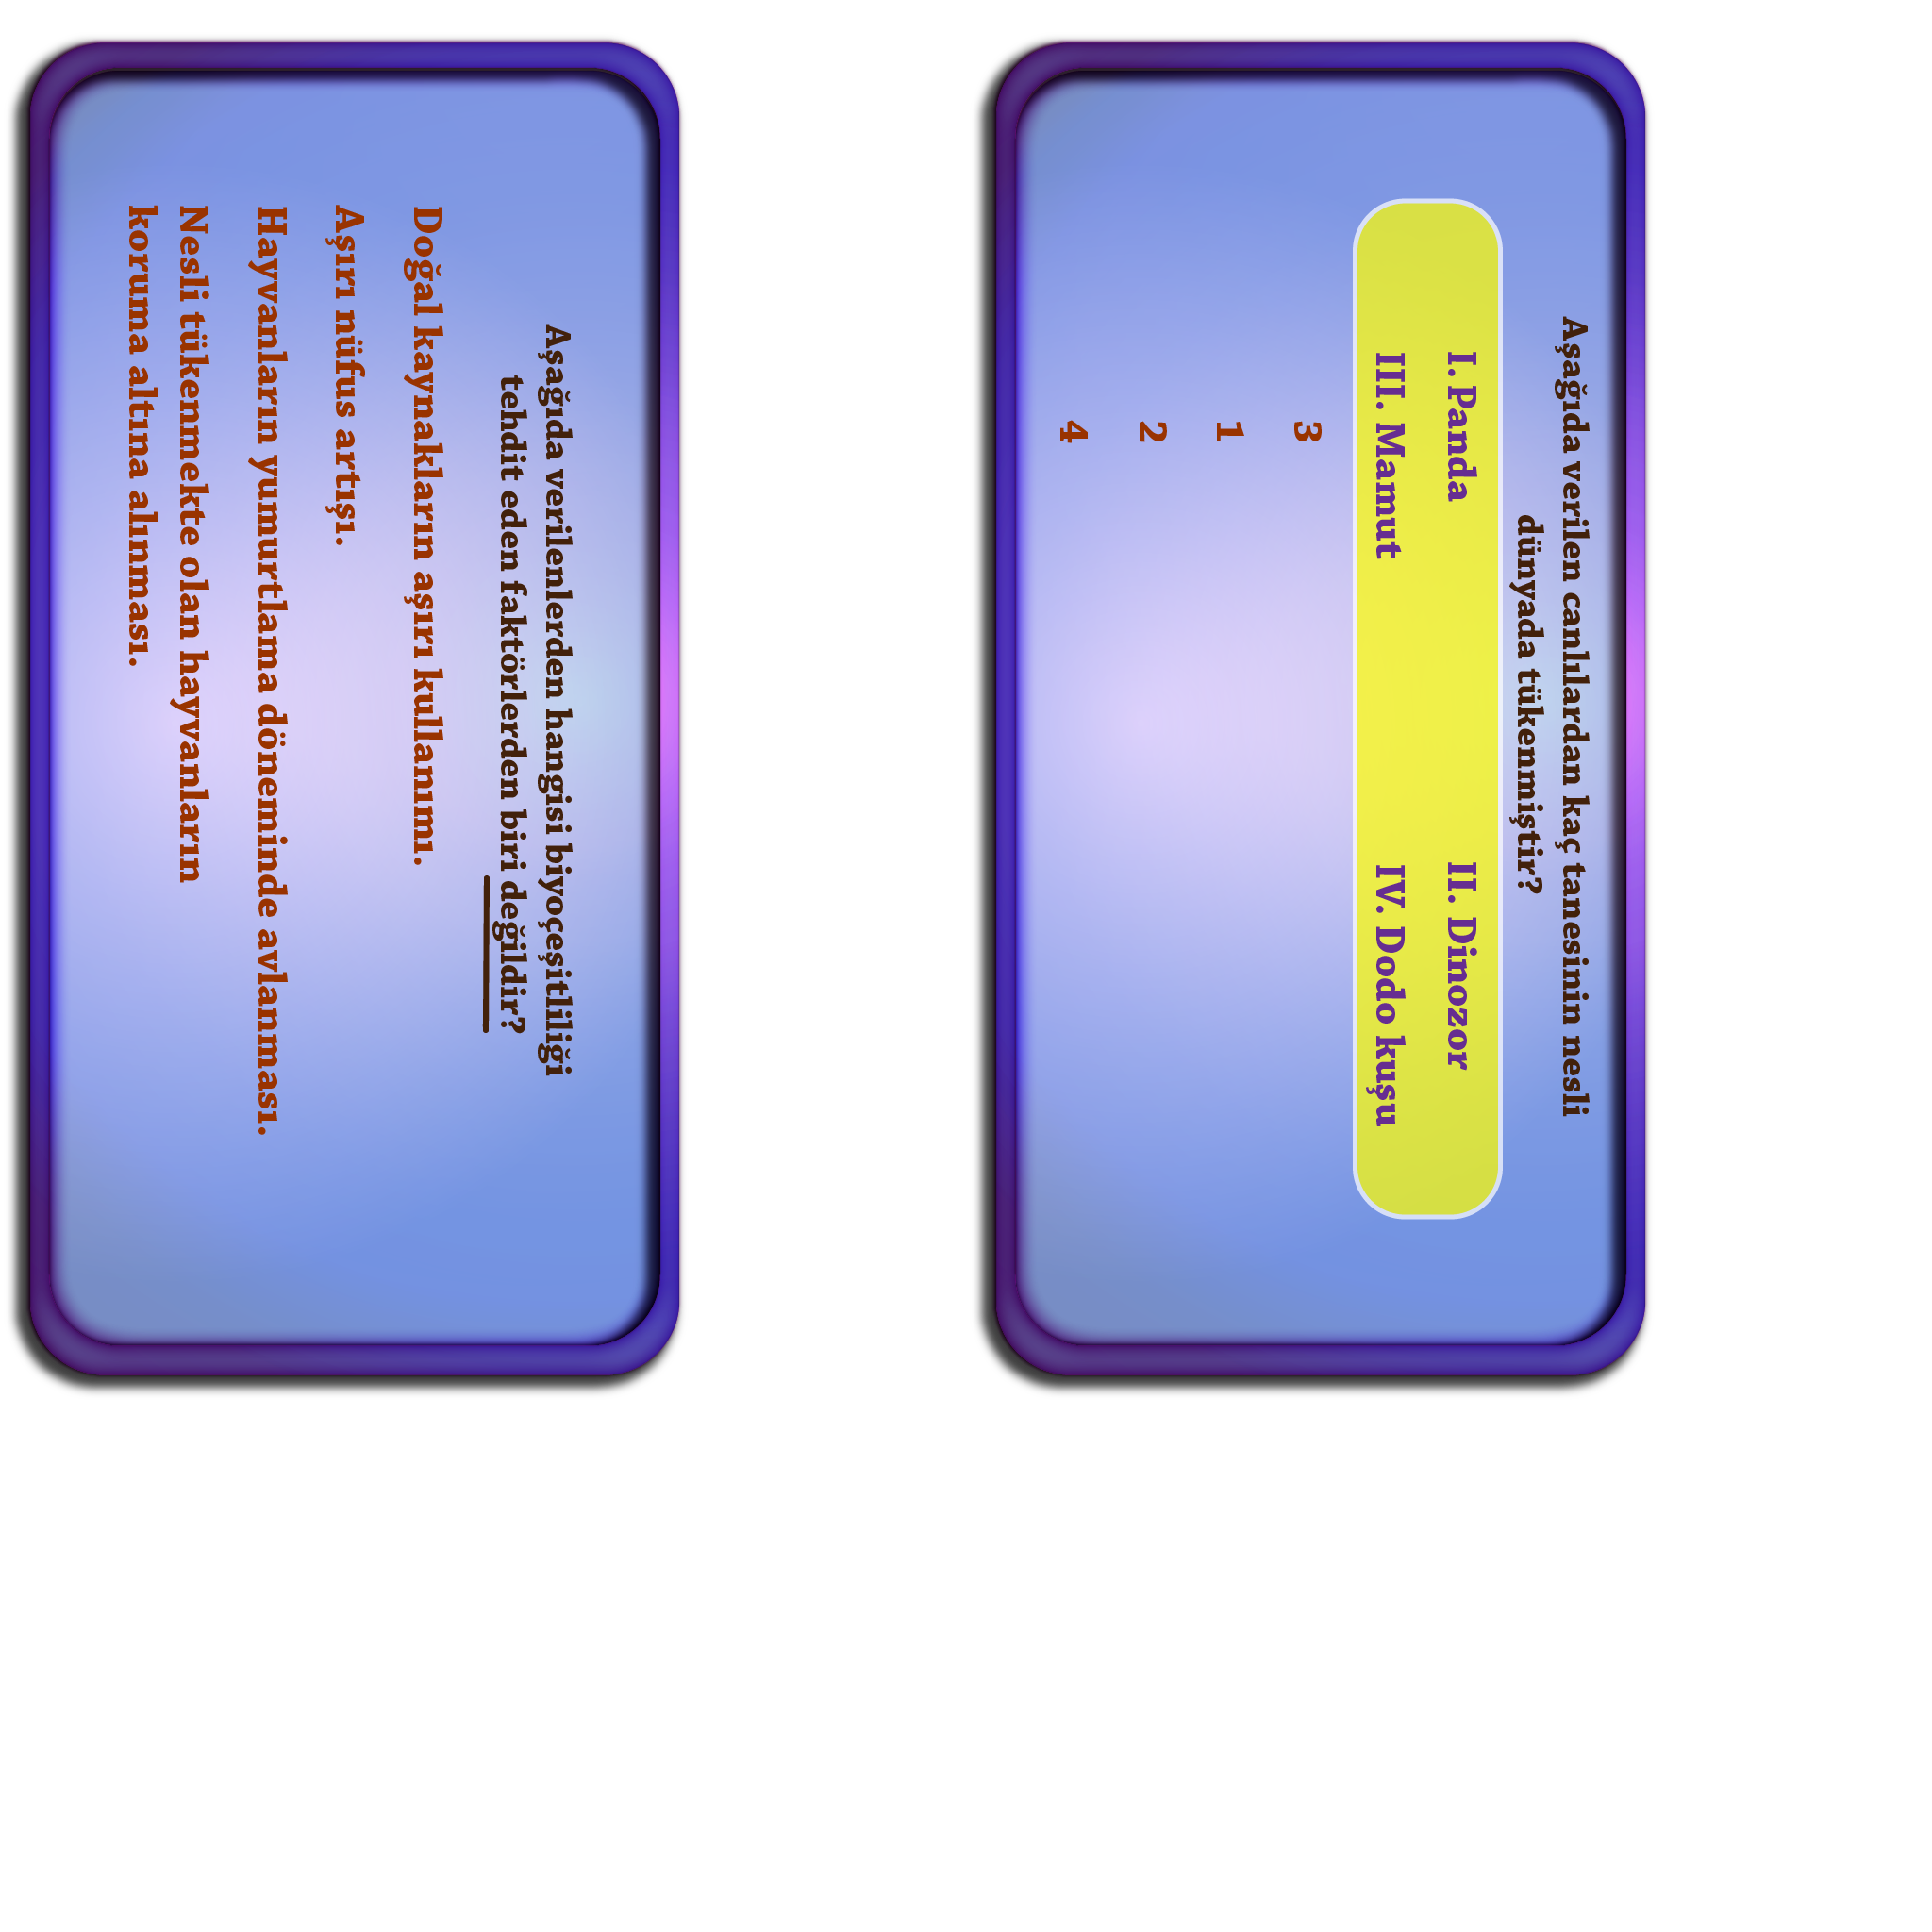 Aşağıda verilen canlılardan kaç tanesinin nesli
dünyada tükenmiştir?
I. Panda II. Dinozor
III. Mamut IV. Dodo kuşu
3
1
2
4
Aşağıda verilenlerden hangisi biyoçeşitliliği
tehdit eden faktörlerden biri değildir?
Doğal kaynakların aşırı kullanımı.
Aşırı nüfus artışı.
Hayvanların yumurtlama döneminde avlanması.
Nesli tükenmekte olan hayvanların
koruma altına alınması.